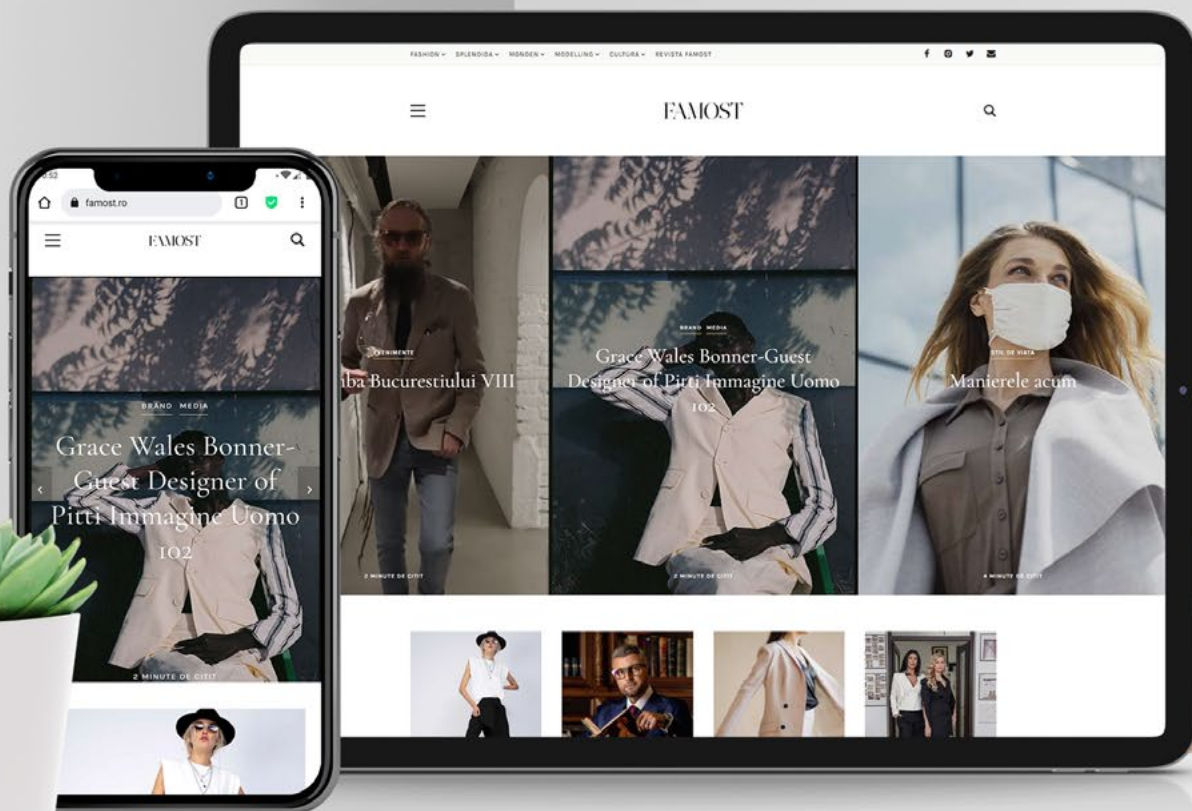 FASHION SPLENDIDA MONDEN MODELLING CULTURA REVISTA FAMOST
FAMOST
EVENIMENTE
iba Bucurestiului VIII
2 MINUTE DE CITIT
BRAND MEDIA
Grace Wales Bonner-Guest
Designer of Pitti Immagine Uomo
102
2 MINUTE DE CITIT
STIL DE VIATA
Manierele acum
4 MINUTE DE CITIT
:52
1
famost.ro
FAMOST
BRAND MEDIA
Grace Wales Bonner-
Guest Designer of
Pitti Immagine Uomo
102
2 MINUTE DE CITIT